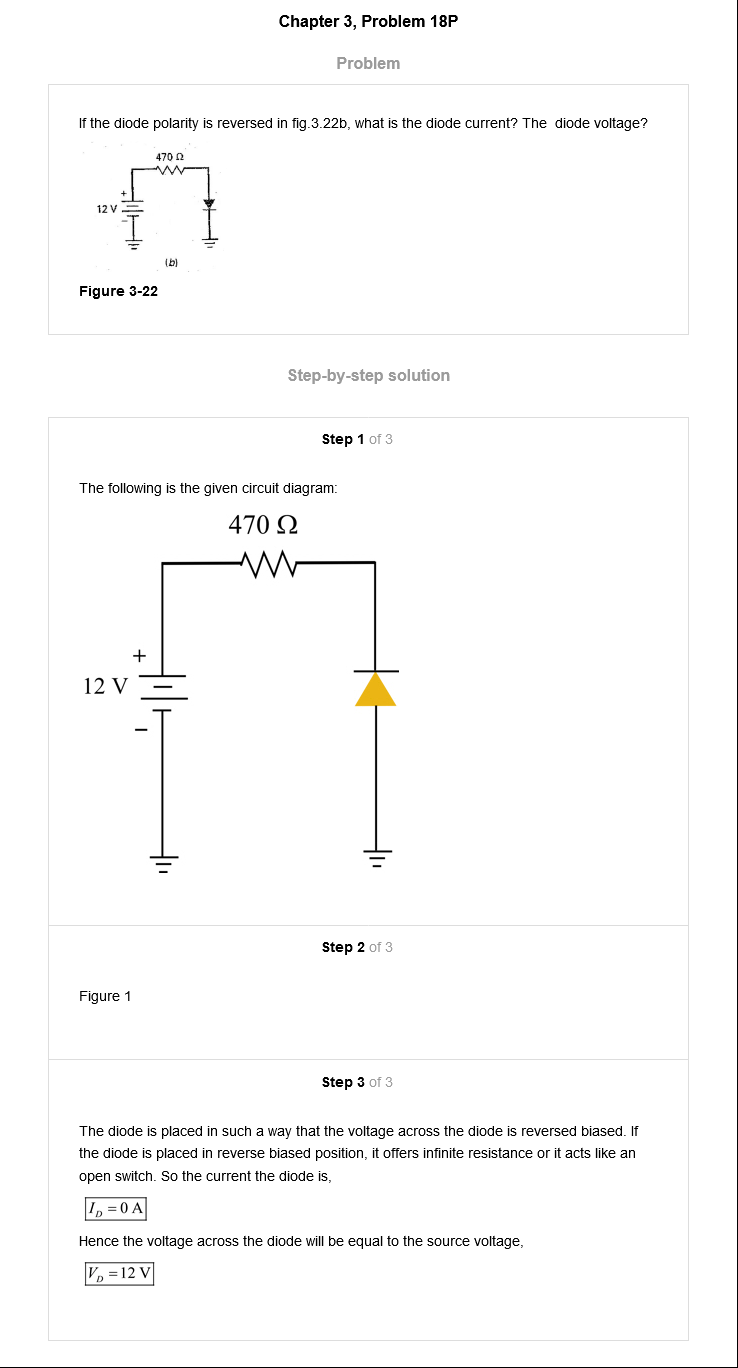 Chapter 3, Problem 18P
Problem
If the diode polarity is reversed in fig.3.22b, what is the diode current? The  diode voltage?
470 Ω
+
12 V
−
(b)
Figure 3-22
Step-by-step solution
Step 1 of 3
The following is the given circuit diagram:
470 Ω
+
12 V
−
Step 2 of 3
Figure 1
Step 3 of 3
The diode is placed in such a way that the voltage across the diode is reversed biased. If
the diode is placed in reverse biased position, it offers infinite resistance or it acts like an
open switch. So the current the diode is,
I_D = 0 A
Hence the voltage across the diode will be equal to the source voltage,
V_D = 12 V